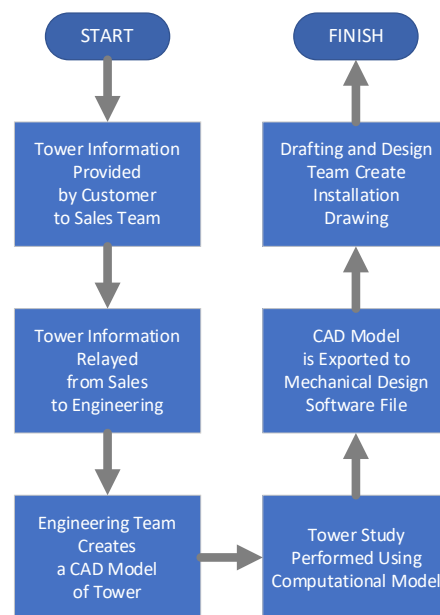 START
Tower Information
Provided
by Customer
to Sales Team
Tower Information
Relayed
from Sales
to Engineering
Engineering Team
Creates
a CAD Model
of Tower
Tower Study
Performed Using
Computational Model
CAD Model
is Exported to
Mechanical Design
Software File
Drafting and Design
Team Create
Installation
Drawing
FINISH